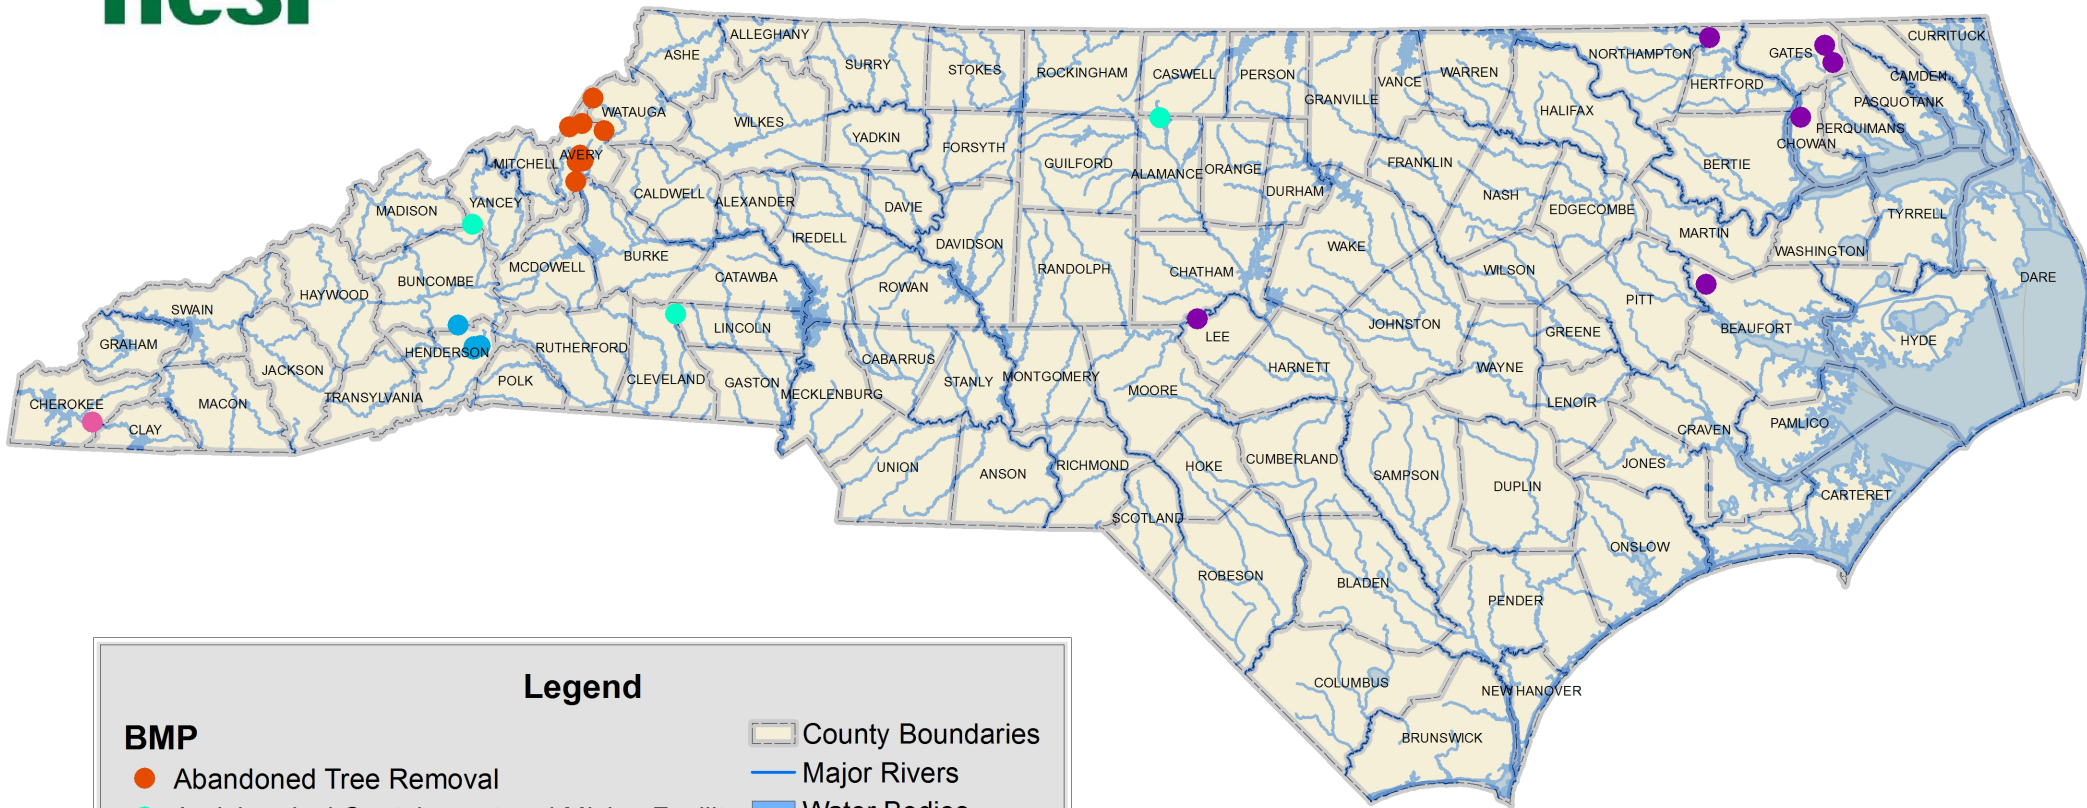 ncsf
ALLEGHANY
ASHE
CURRITUCK
SURRY
STOKES
ROCKINGHAM
CASWELL
PERSON
VANCE
WARREN
NORTHAMPTON
GATES
CAMDEN
HERTFORD
GRANVILLE
HALIFAX
PASQUOTANK
WATAUGA
WILKES
YADKIN
FORSYTH
PERQUIMANS
CHOWAN
AVERY
MITCHELL
GUILFORD
ALAMANCE
ORANGE
FRANKLIN
BERTIE
DURHAM
NASH
CALDWELL
ALEXANDER
DAVIE
EDGECOMBE
MADISON
YANCEY
TYRRELL
IREDELL
DAVIDSON
WAKE
MARTIN
WASHINGTON
BURKE
MCDOWELL
CATAWBA
RANDOLPH
CHATHAM
WILSON
DARE
BUNCOMBE
HAYWOOD
ROWAN
PITT
SWAIN
LINCOLN
JOHNSTON
GREENE
BEAUFORT
GRAHAM
HENDERSON
RUTHERFORD
CABARRUS
LEE
HYDE
JACKSON
POLK
CLEVELAND
GASTON
STANLY
MONTGOMERY
MOORE
HARNETT
WAYNE
CHEROKEE
MACON
TRANSYLVANIA
MECKLENBURG
LENOIR
CLAY
CRAVEN
PAMLICO
UNION
ANSON
RICHMOND
HOKE
CUMBERLAND
SAMPSON
JONES
DUPLIN
CARTERET
SCOTLAND
ONSLOW
ROBESON
BLADEN
PENDER
COLUMBUS
NEW HANOVER
BRUNSWICK
Legend
BMP
County Boundaries
Abandoned Tree Removal
Major Rivers
Water Bodies